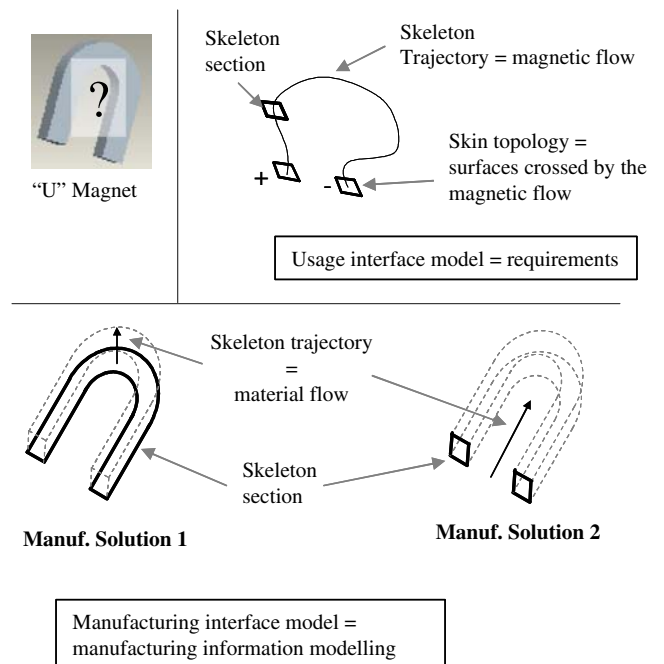 ?
"U" Magnet
Skeleton
section
Skeleton
Trajectory = magnetic flow
Skin topology =
surfaces crossed by the
magnetic flow
+
-
Usage interface model = requirements
Skeleton trajectory
=
material flow
Skeleton
section
Manuf. Solution 1
Manuf. Solution 2
Manufacturing interface model =
manufacturing information modelling